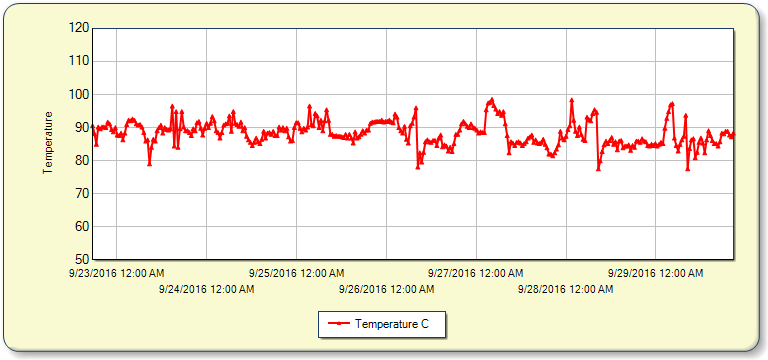 120
110
100
90
80
70
60
50
Temperature
9/23/2016 12:00 AM
9/24/2016 12:00 AM
9/25/2016 12:00 AM
9/26/2016 12:00 AM
9/27/2016 12:00 AM
9/28/2016 12:00 AM
9/29/2016 12:00 AM
Temperature C